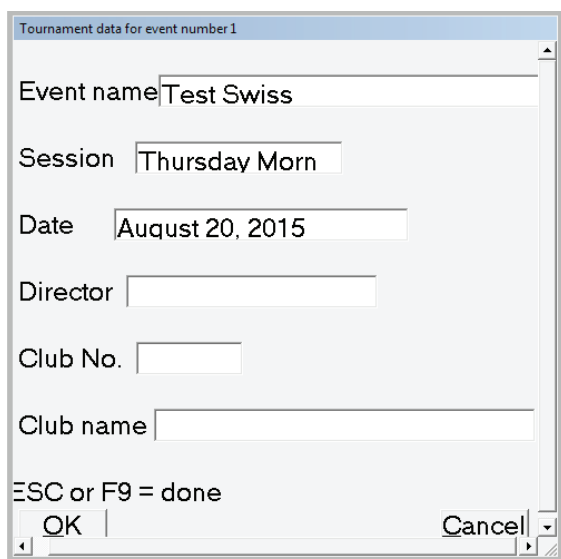 Tournament data for event number 1
Event name Test Swiss
Session Thursday Morn
Date August 20, 2015
Director
Club No.
Club name
ESC or F9 = done
OK Cancel